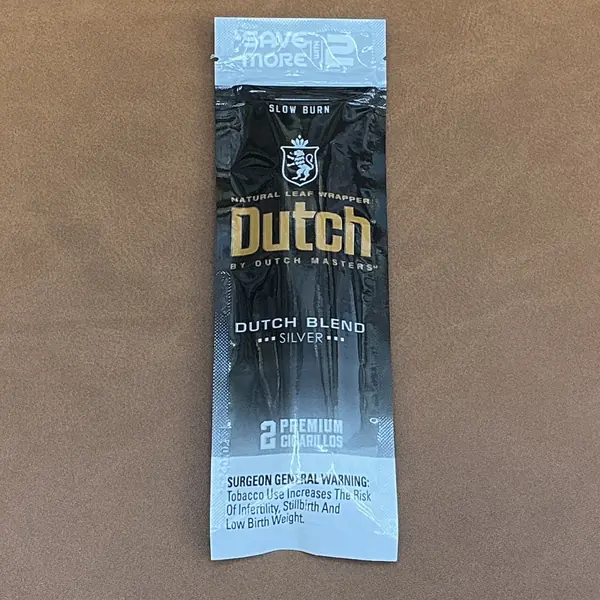 SAVE
MORE WITH 2
SLOW BURN
NATURAL LEAF WRAPPER
Dutch
BY DUTCH MASTERS
DUTCH BLEND
SILVER
2 PREMIUM
CIGARILLOS
SURGEON GENERAL WARNING:
Tobacco Use Increases The Risk
Of Infertility, Stillbirth And
Low Birth Weight.